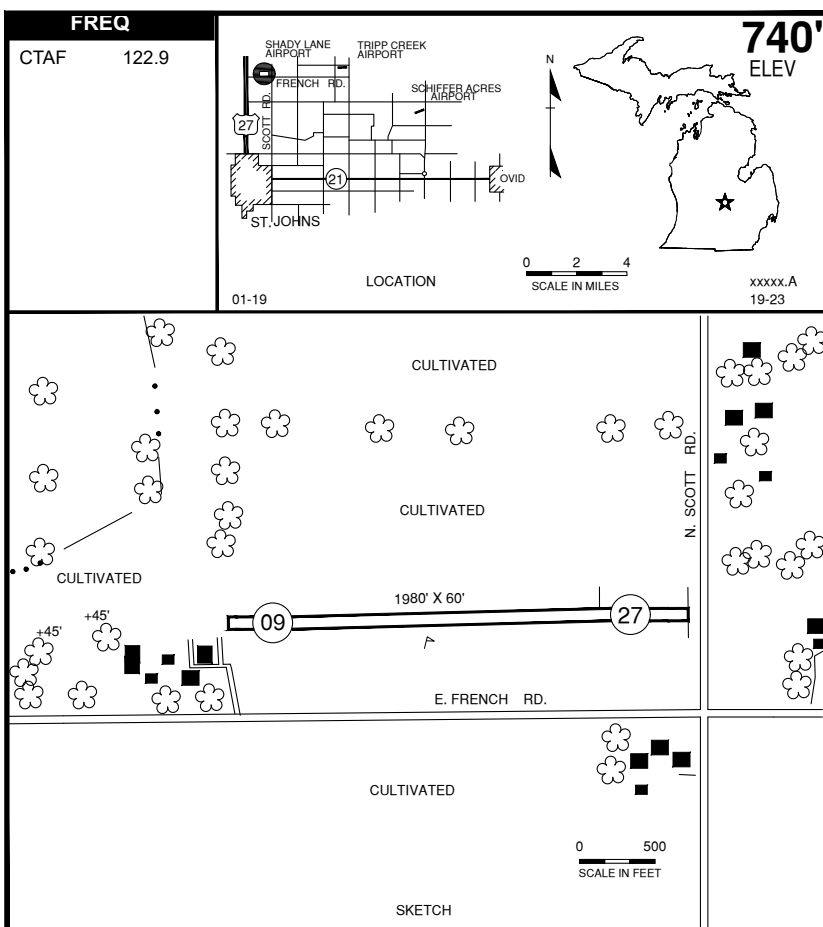 FREQ
CTAF 122.9
SHADY LANE
AIRPORT
TRIPP CREEK
AIRPORT
FRENCH RD.
SCHIFFER ACRES
AIRPORT
SCOTT RD.
27
21
OVID
ST. JOHNS
N
740'
ELEV
LOCATION
0 2 4
SCALE IN MILES
01-19
xxxxx.A
19-23
CULTIVATED
N. SCOTT RD.
CULTIVATED
CULTIVATED
1980' X 60'
09
27
+45'
+45'
E. FRENCH RD.
CULTIVATED
0 500
SCALE IN FEET
SKETCH